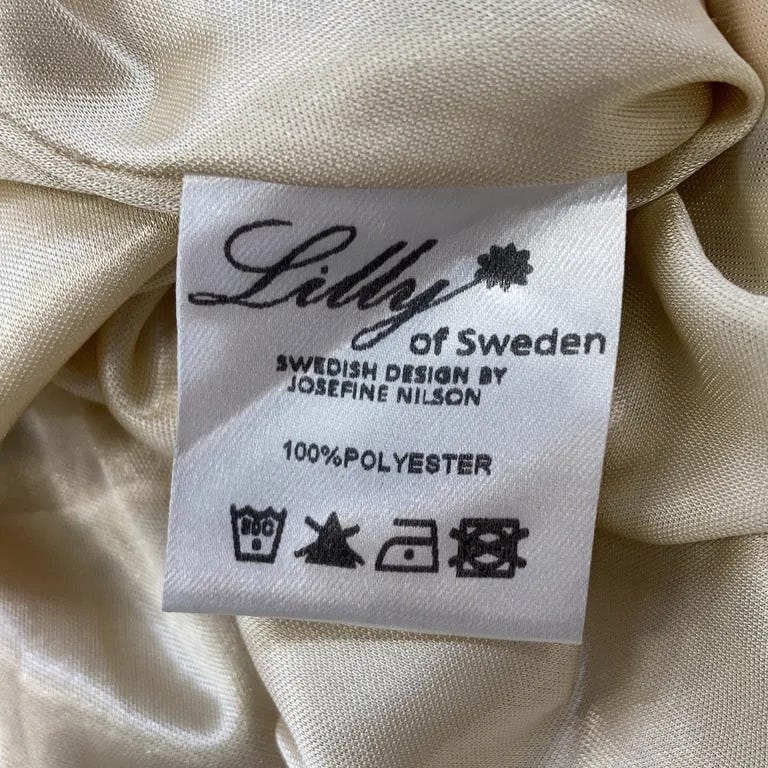 Lilly
of Sweden
SWEDISH DESIGN BY
JOSEFINE NILSON
100%POLYESTER